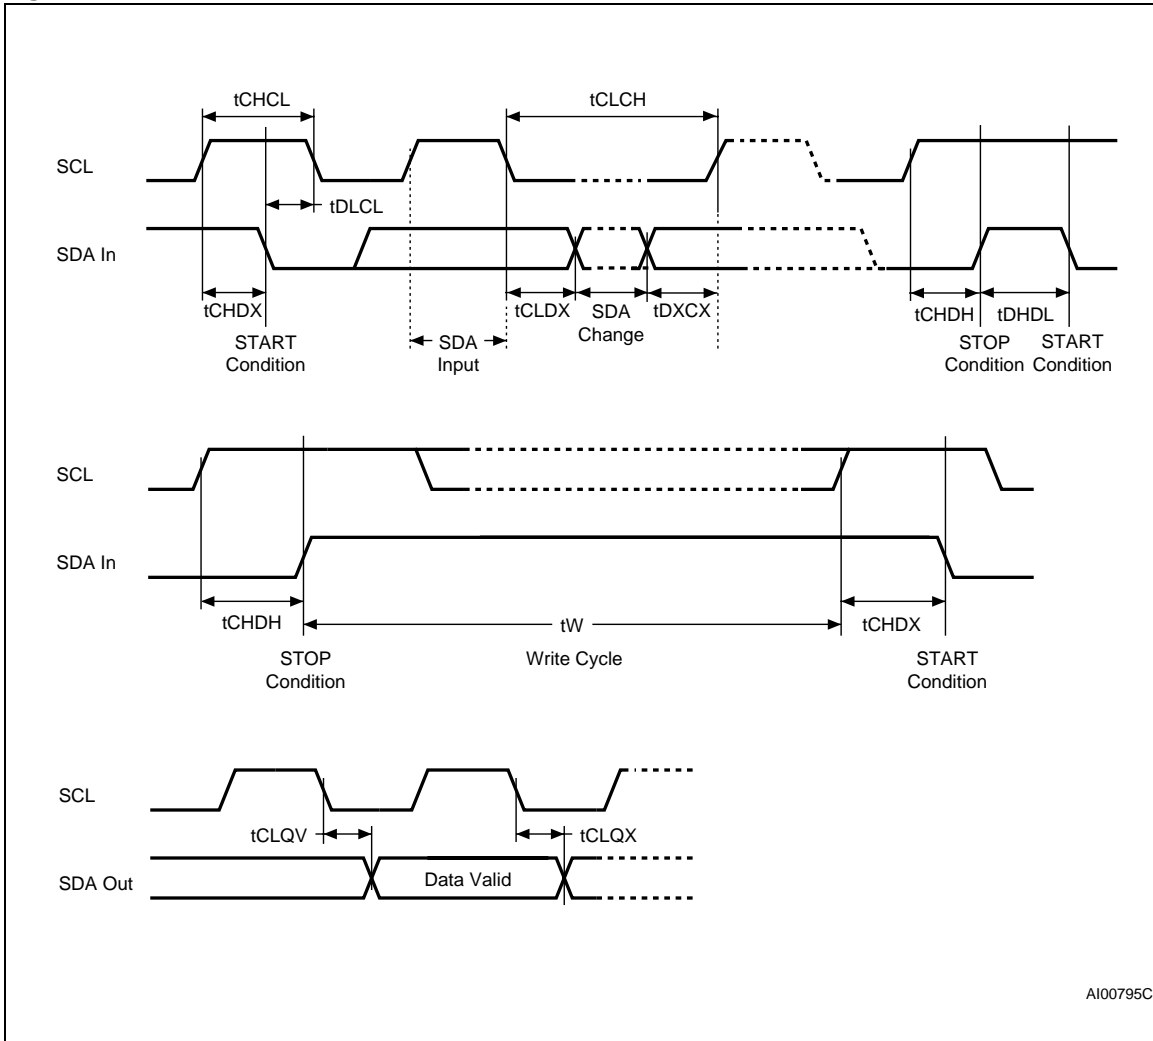 tCHCL
tCLCH
SCL
tDLCL
SDA In
tCHDX
tCLDX
SDA
Change
tDXCX
tCHDH
tDHDL
START
Condition
SDA
Input
STOP
Condition
START
Condition
SCL
SDA In
tCHDH
tW
tCHDX
STOP
Condition
Write Cycle
START
Condition
SCL
tCLQV
tCLQX
SDA Out
Data Valid
AI00795C